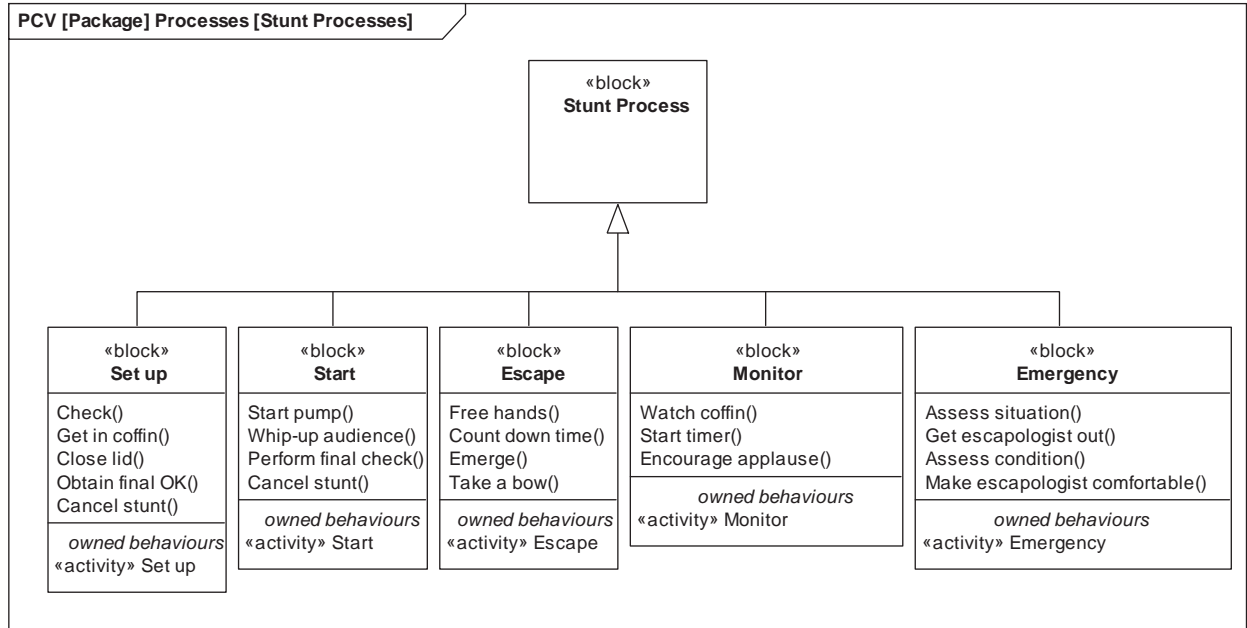 PCV [Package] Processes [Stunt Processes]
«block»
Stunt Process
«block»
Set up
Check()
Get in coffin()
Close lid()
Obtain final OK()
Cancel stunt()
owned behaviours
«activity» Set up
«block»
Start
Start pump()
Whip-up audience()
Perform final check()
Cancel stunt()
owned behaviours
«activity» Start
«block»
Escape
Free hands()
Count down time()
Emerge()
Take a bow()
owned behaviours
«activity» Escape
«block»
Monitor
Watch coffin()
Start timer()
Encourage applause()
owned behaviours
«activity» Monitor
«block»
Emergency
Assess situation()
Get escapologist out()
Assess condition()
Make escapologist comfortable()
owned behaviours
«activity» Emergency